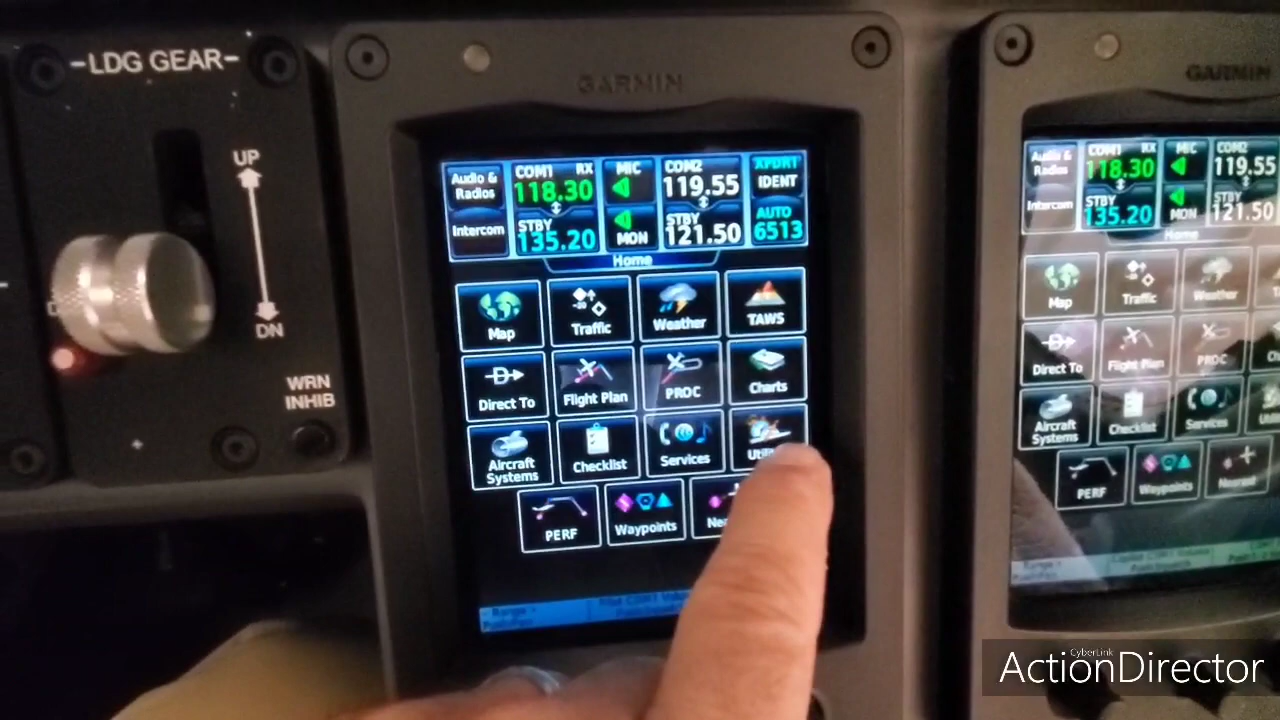 -LDG GEAR-
UP
DN
WRN
INHIB
GARMIN
Audio &
Radios
Intercom
COM1 RX
118.30
STBY
135.20
MIC
MON
COM2
119.55
STBY
121.50
XPDR1
IDENT
AUTO
6513
Home
Map
Traffic
Weather
TAWS
Direct To
Flight Plan
PROC
Charts
Aircraft
Systems
Checklist
Services
PERF
Waypoints
GARMIN
Audio &
Radios
Intercom
COM1 RX
118.30
STBY
135.20
MIC
MON
COM2
119.55
STBY
121.50
Home
Map
Traffic
Weather
Direct To
Flight Plan
PROC
Aircraft
Systems
Checklist
Services
PERF
Waypoints
Nearest
CyberLink
ActionDirector